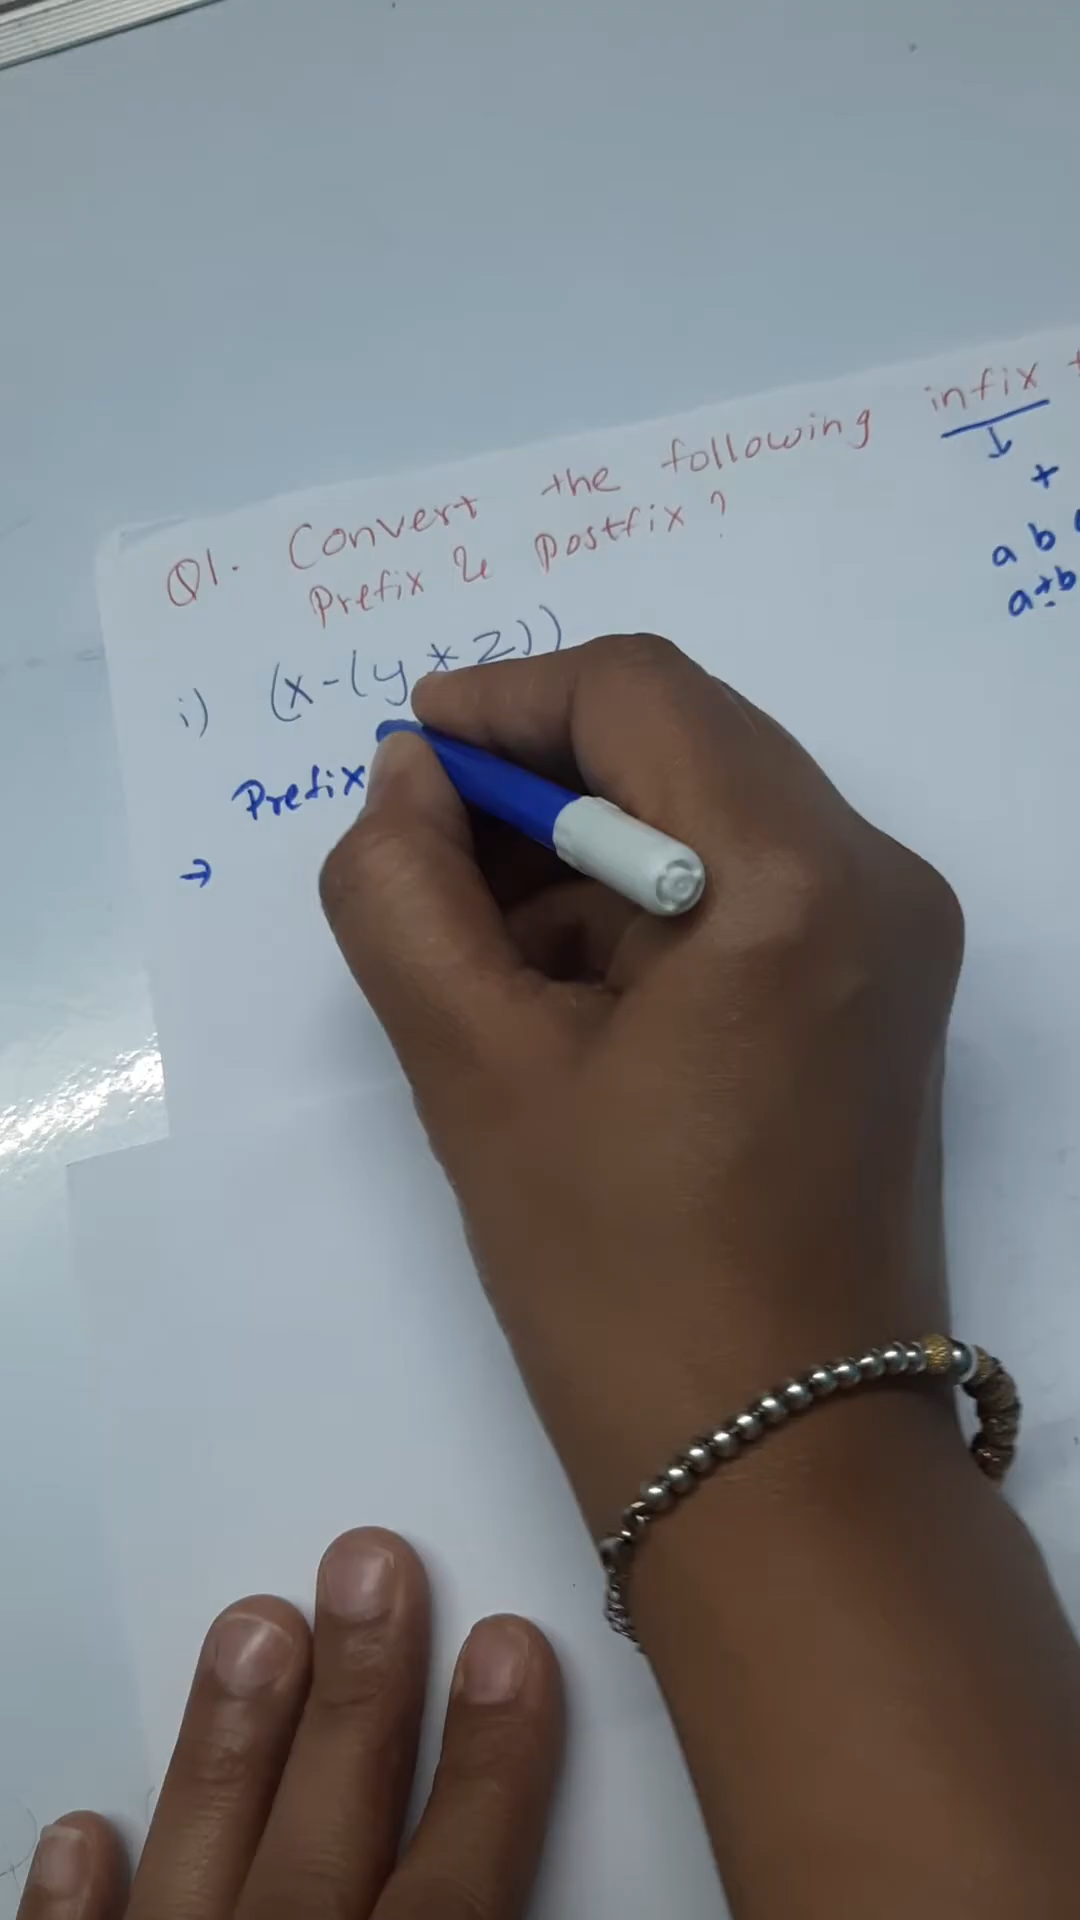 Q1. Convert the following infix
Prefix & postfix ?
+
a b
a+b
i) (x-(y*z))
Prefix
→